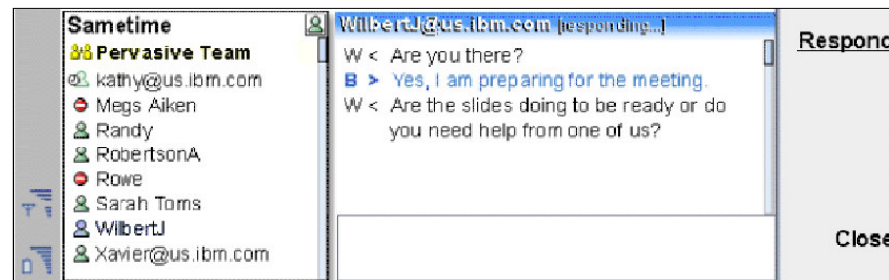 Sametime
Pervasive Team
kathy@us.ibm.com
Megs Aiken
Randy
RobertsonA
Rowe
Sarah Toms
WilbertJ
Xavier@us.ibm.com
WilbertJ@us.ibm.com [responding...]
W < Are you there?
B > Yes, I am preparing for the meeting.
W < Are the slides doing to be ready or do
you need help from one of us?
Respond
Close